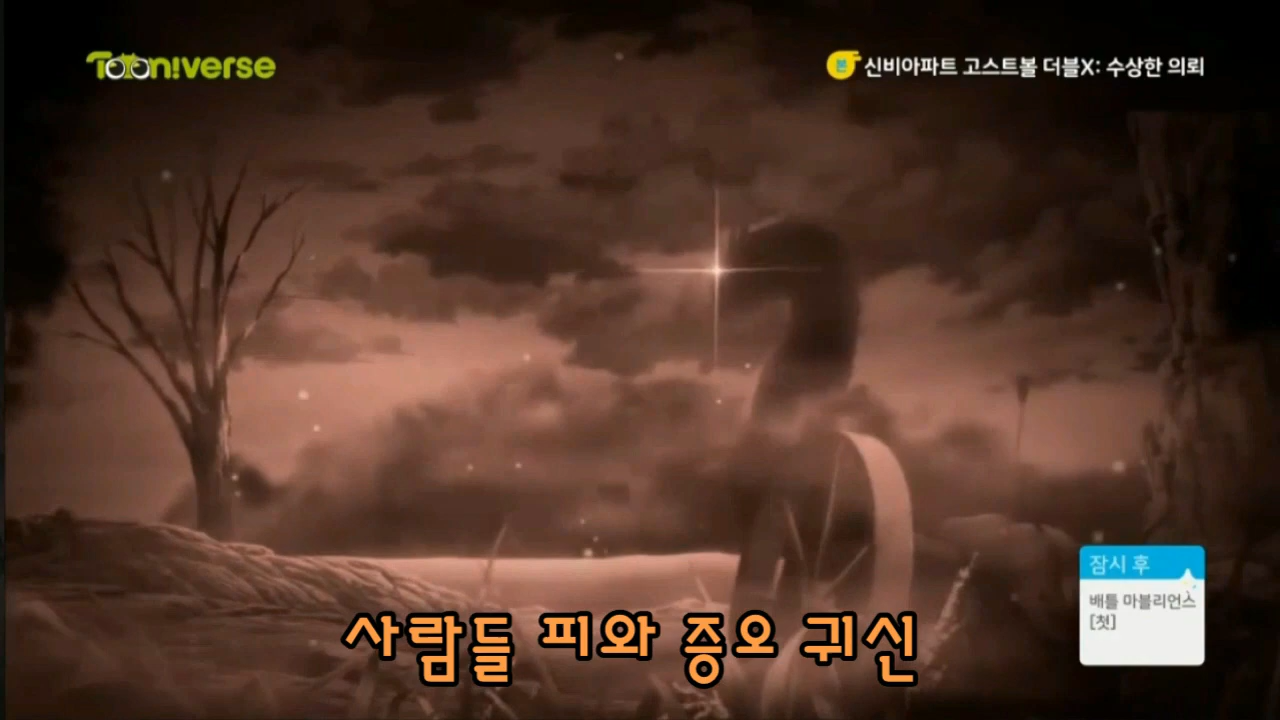 Tooniverse
본 신비아파트 고스트볼 더블X: 수상한 의뢰
잠시 후
배틀 마블리언스
[첫]
사람들 피와 증오 귀신